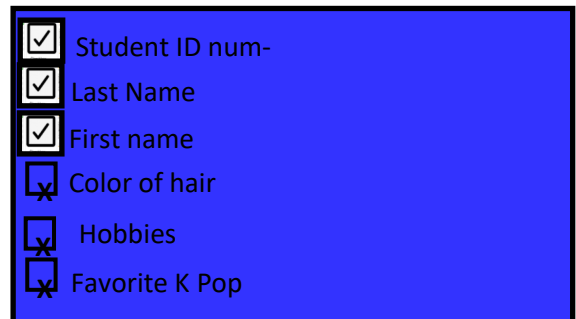 Student ID num-
Last Name
First name
x Color of hair
x Hobbies
x Favorite K Pop